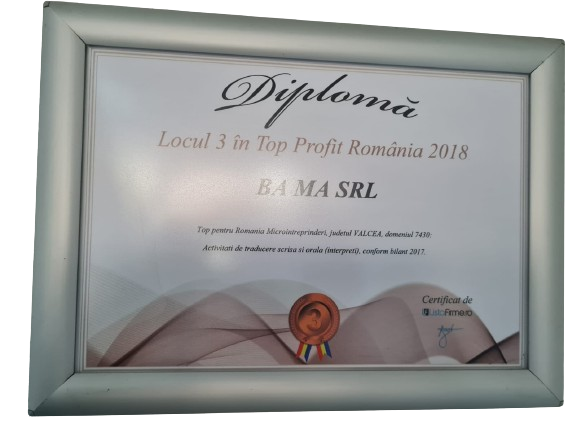 Diplomă
Locul 3 în Top Profit România 2018
BA MA SRL
Top pentru Romania Microintreprinderi, judetul VALCEA, domeniul 7430:
Activitati de traducere scrisa si orala (interpreti), conform bilant 2017.
3
Certificat de
ListaFirme.ro